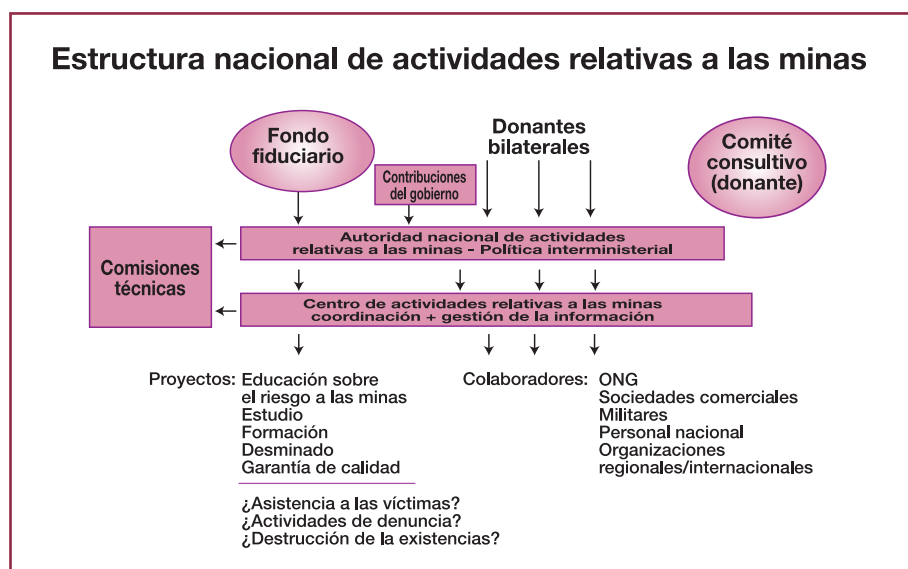 Estructura nacional de actividades relativas a las minas
Fondo
fiduciario
Contribuciones
del gobierno
Donantes
bilaterales
Comité
consultivo
(donante)
Autoridad nacional de actividades
relativas a las minas - Política interministerial
Comisiones
técnicas
Centro de actividades relativas a las minas
coordinación + gestión de la información
Proyectos: Educación sobre
el riesgo a las minas
Estudio
Formación
Desminado
Garantía de calidad
¿Asistencia a las víctimas?
¿Actividades de denuncia?
¿Destrucción de la existencias?
Colaboradores: ONG
Sociedades comerciales
Militares
Personal nacional
Organizaciones
regionales/internacionales